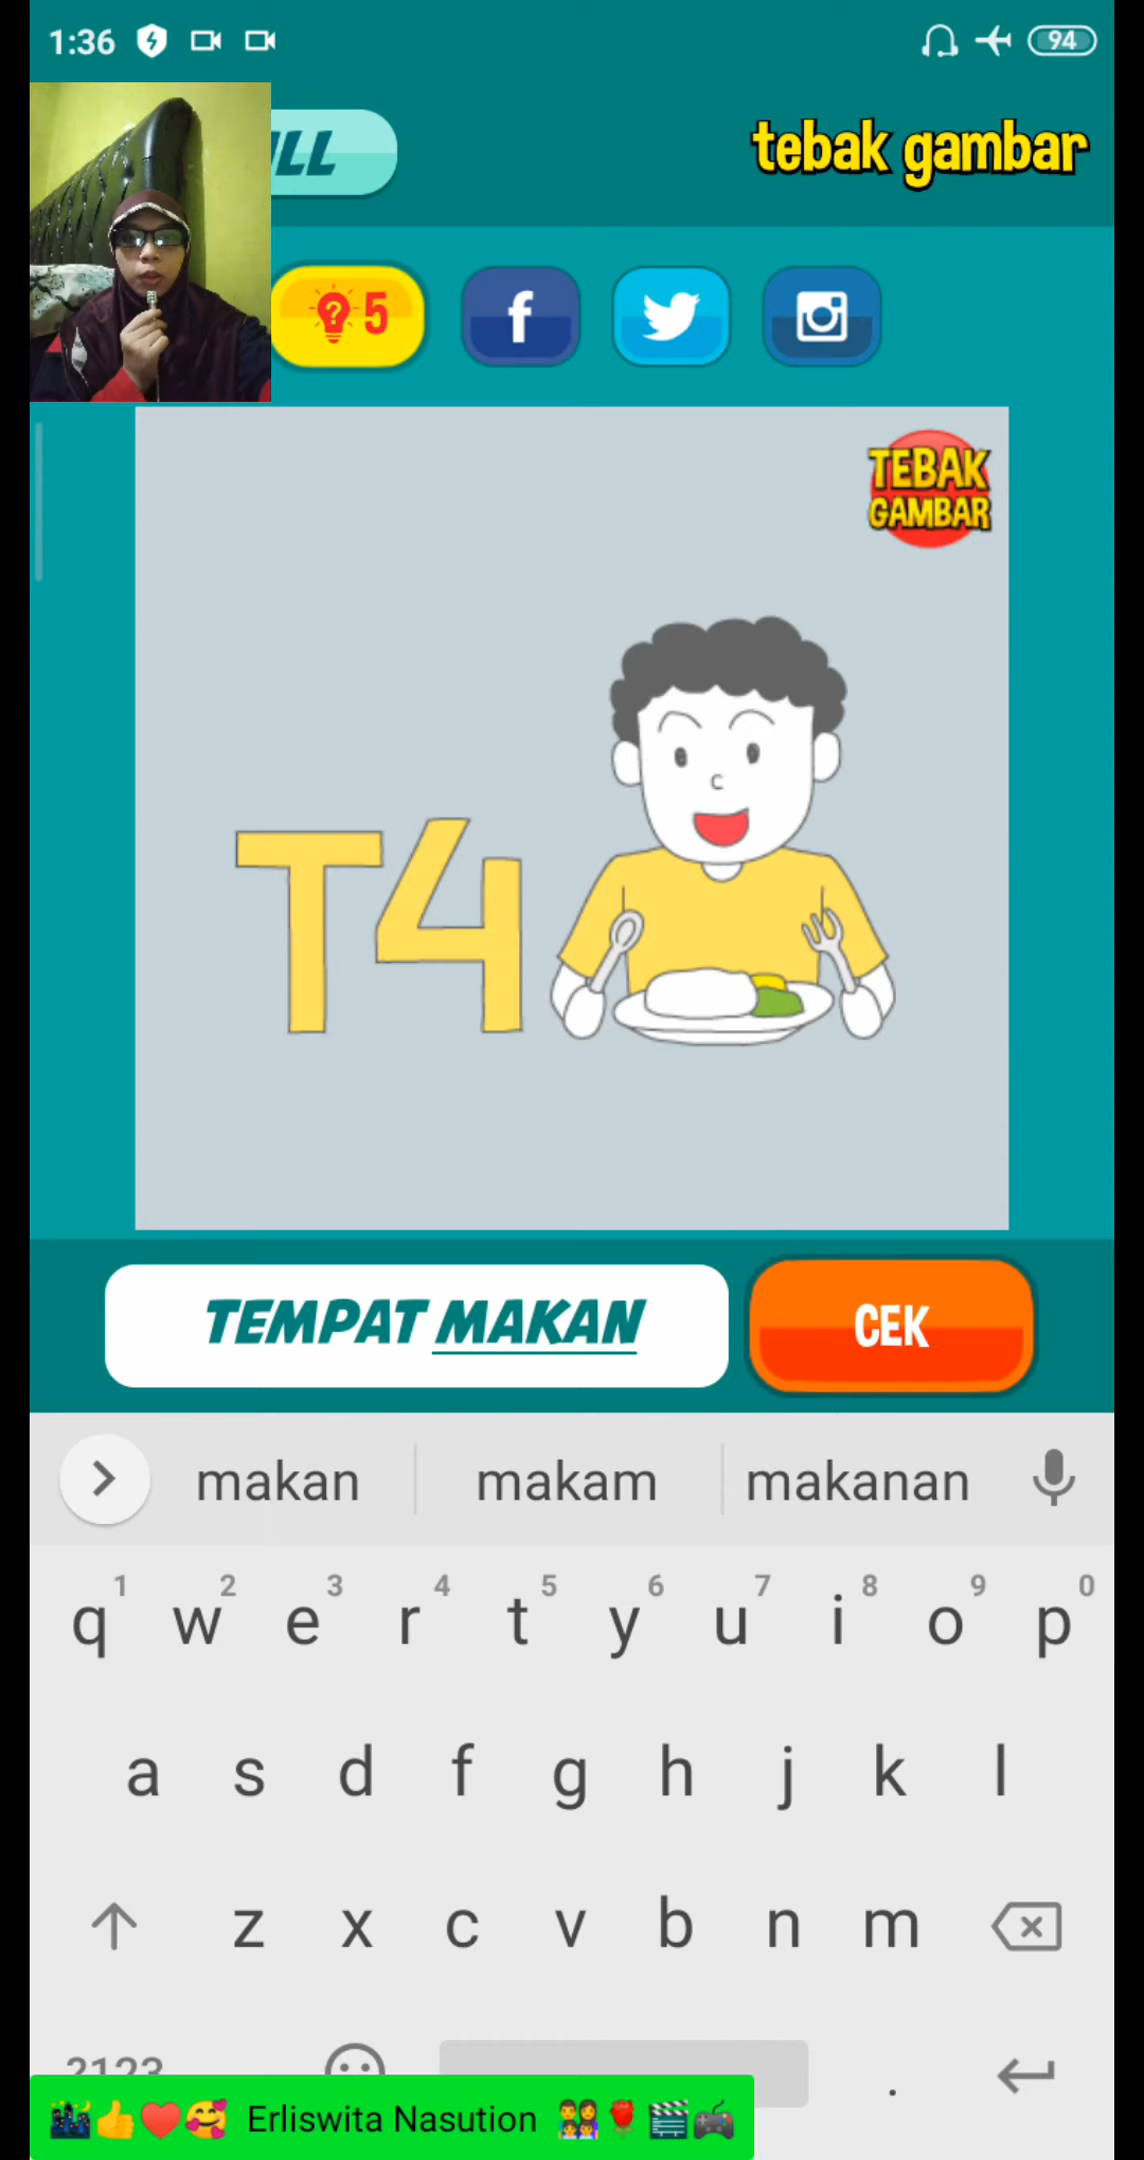 1:36 94
LL
tebak gambar
? 5
f
TEBAK
GAMBAR
T4
TEMPAT MAKAN
CEK
makan makam makanan
1 2 3 4 5 6 7 8 9 0
q w e r t y u i o p
a s d f g h j k l
z x c v b n m
?123 .
Erliswita Nasution